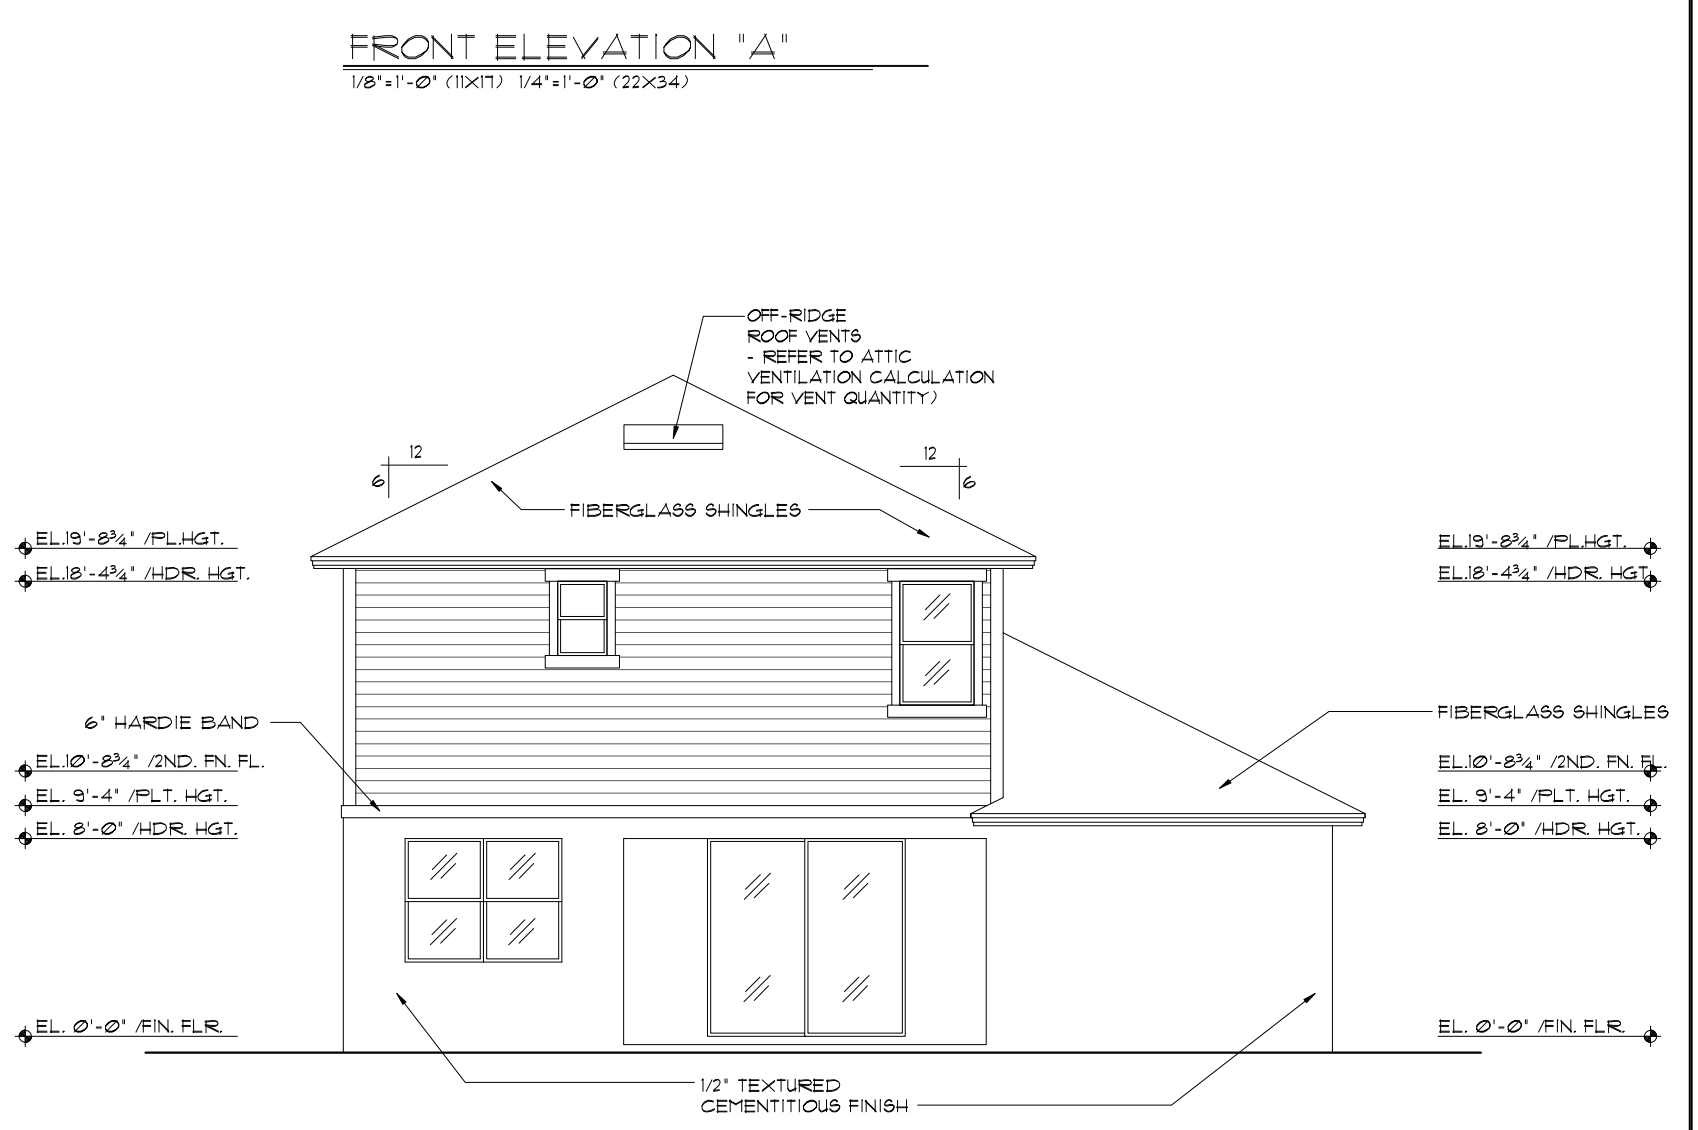 FRONT ELEVATION "A"
1/8"=1'-0" (11X17) 1/4"=1'-0" (22X34)
OFF-RIDGE
ROOF VENTS
- REFER TO ATTIC
VENTILATION CALCULATION
FOR VENT QUANTITY)
12
6
12
6
FIBERGLASS SHINGLES
EL.19'-8¾" /PL.HGT.
EL.19'-8¾" /PL.HGT.
EL.18'-4¾" /HDR. HGT.
EL.18'-4¾" /HDR. HGT.
6" HARDIE BAND
FIBERGLASS SHINGLES
EL.10'-8¾" /2ND. FN. FL.
EL.10'-8¾" /2ND. FN. FL.
EL. 9'-4" /PLT. HGT.
EL. 9'-4" /PLT. HGT.
EL. 8'-0" /HDR. HGT.
EL. 8'-0" /HDR. HGT.
EL. 0'-0" /FIN. FLR.
EL. 0'-0" /FIN. FLR.
1/2" TEXTURED
CEMENTITIOUS FINISH